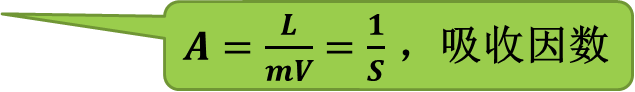 A = L/mV = 1/S ，吸收因数